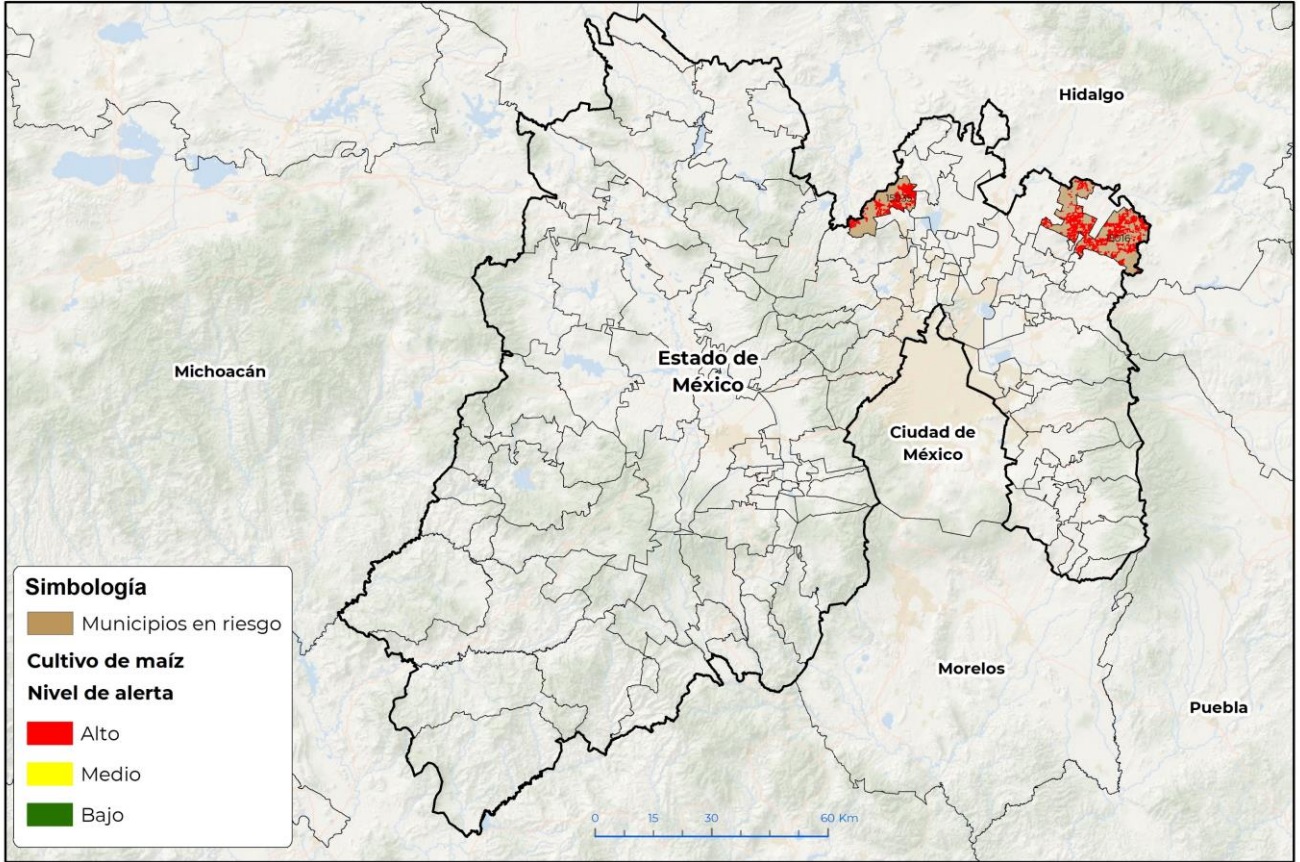 Hidalgo
Michoacán
Estado de
México
Ciudad de
México
Morelos
Puebla
Simbología
Municipios en riesgo
Cultivo de maíz
Nivel de alerta
Alto
Medio
Bajo
0 15 30 60 Km